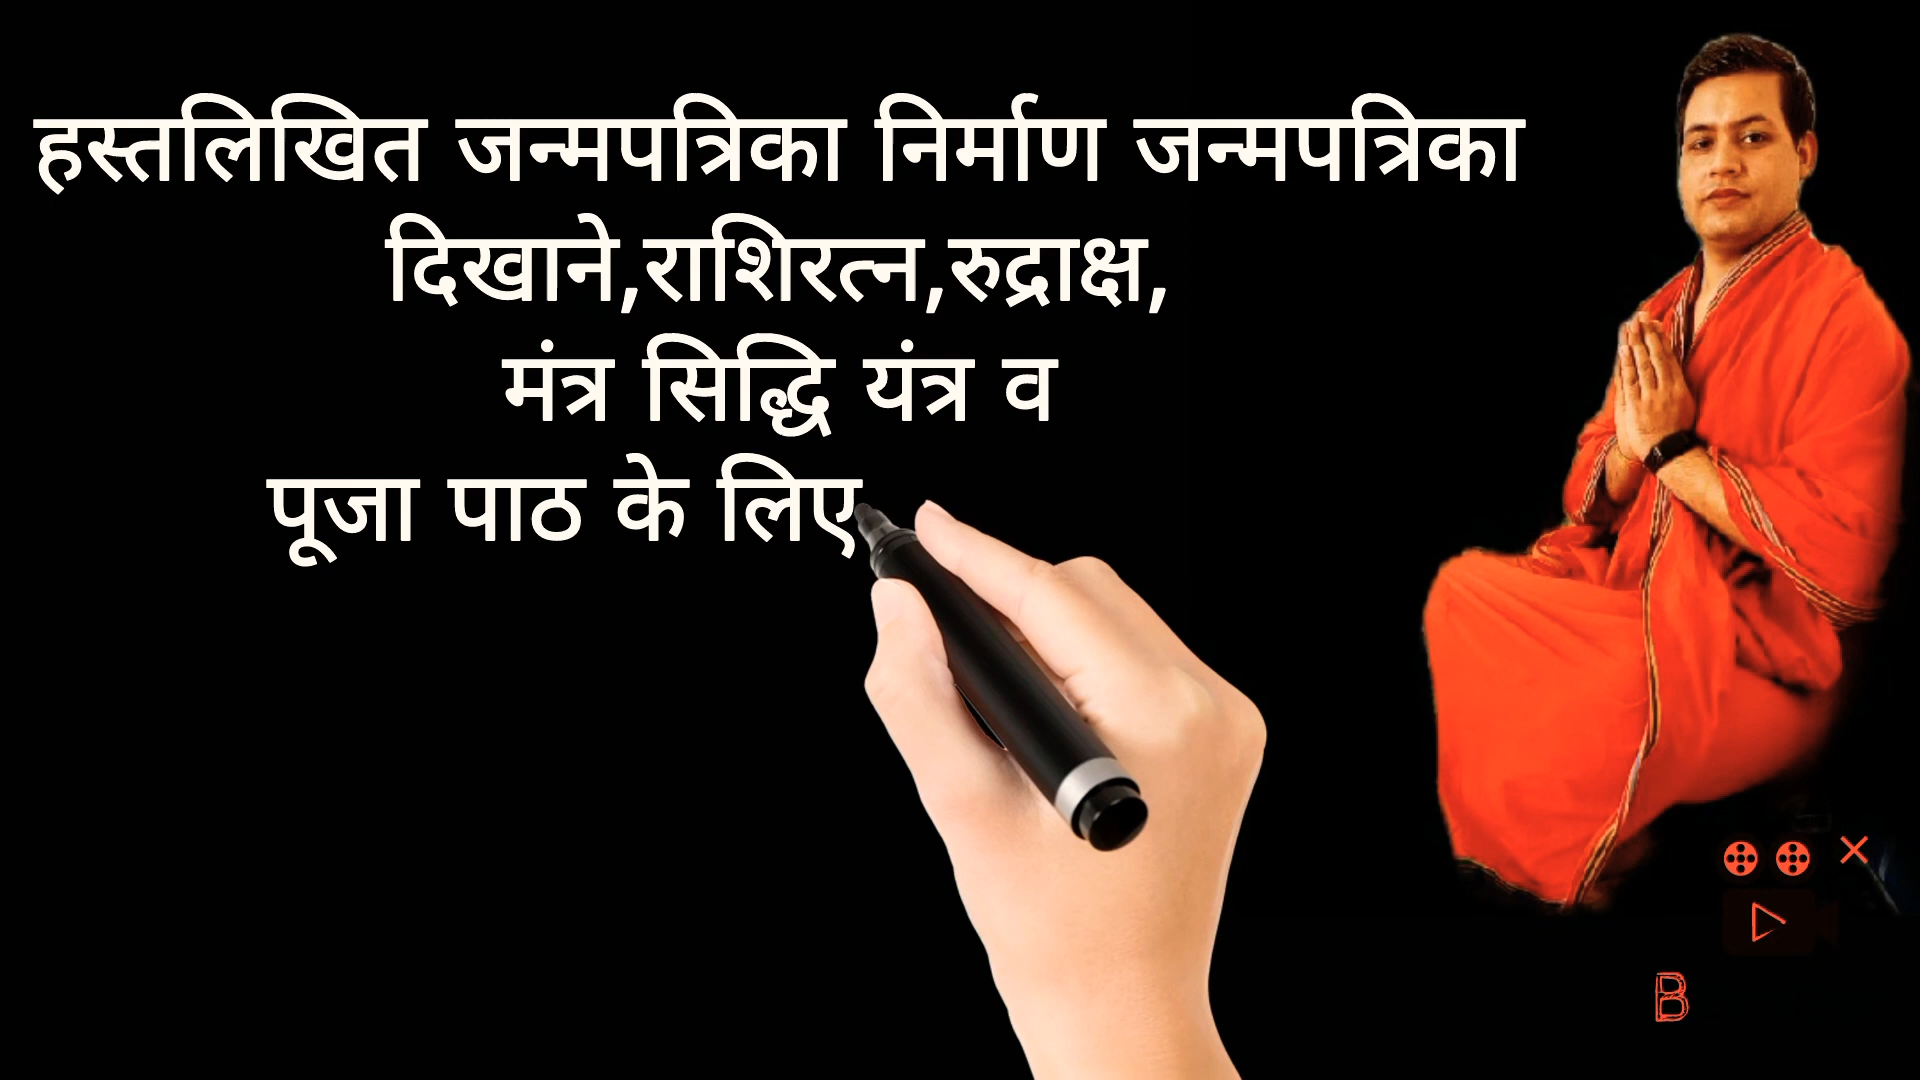 हस्तलिखित जन्मपत्रिका निर्माण जन्मपत्रिका
दिखाने,राशिरत्न,रुद्राक्ष,
मंत्र सिद्धि यंत्र व
पूजा पाठ के लिए
B